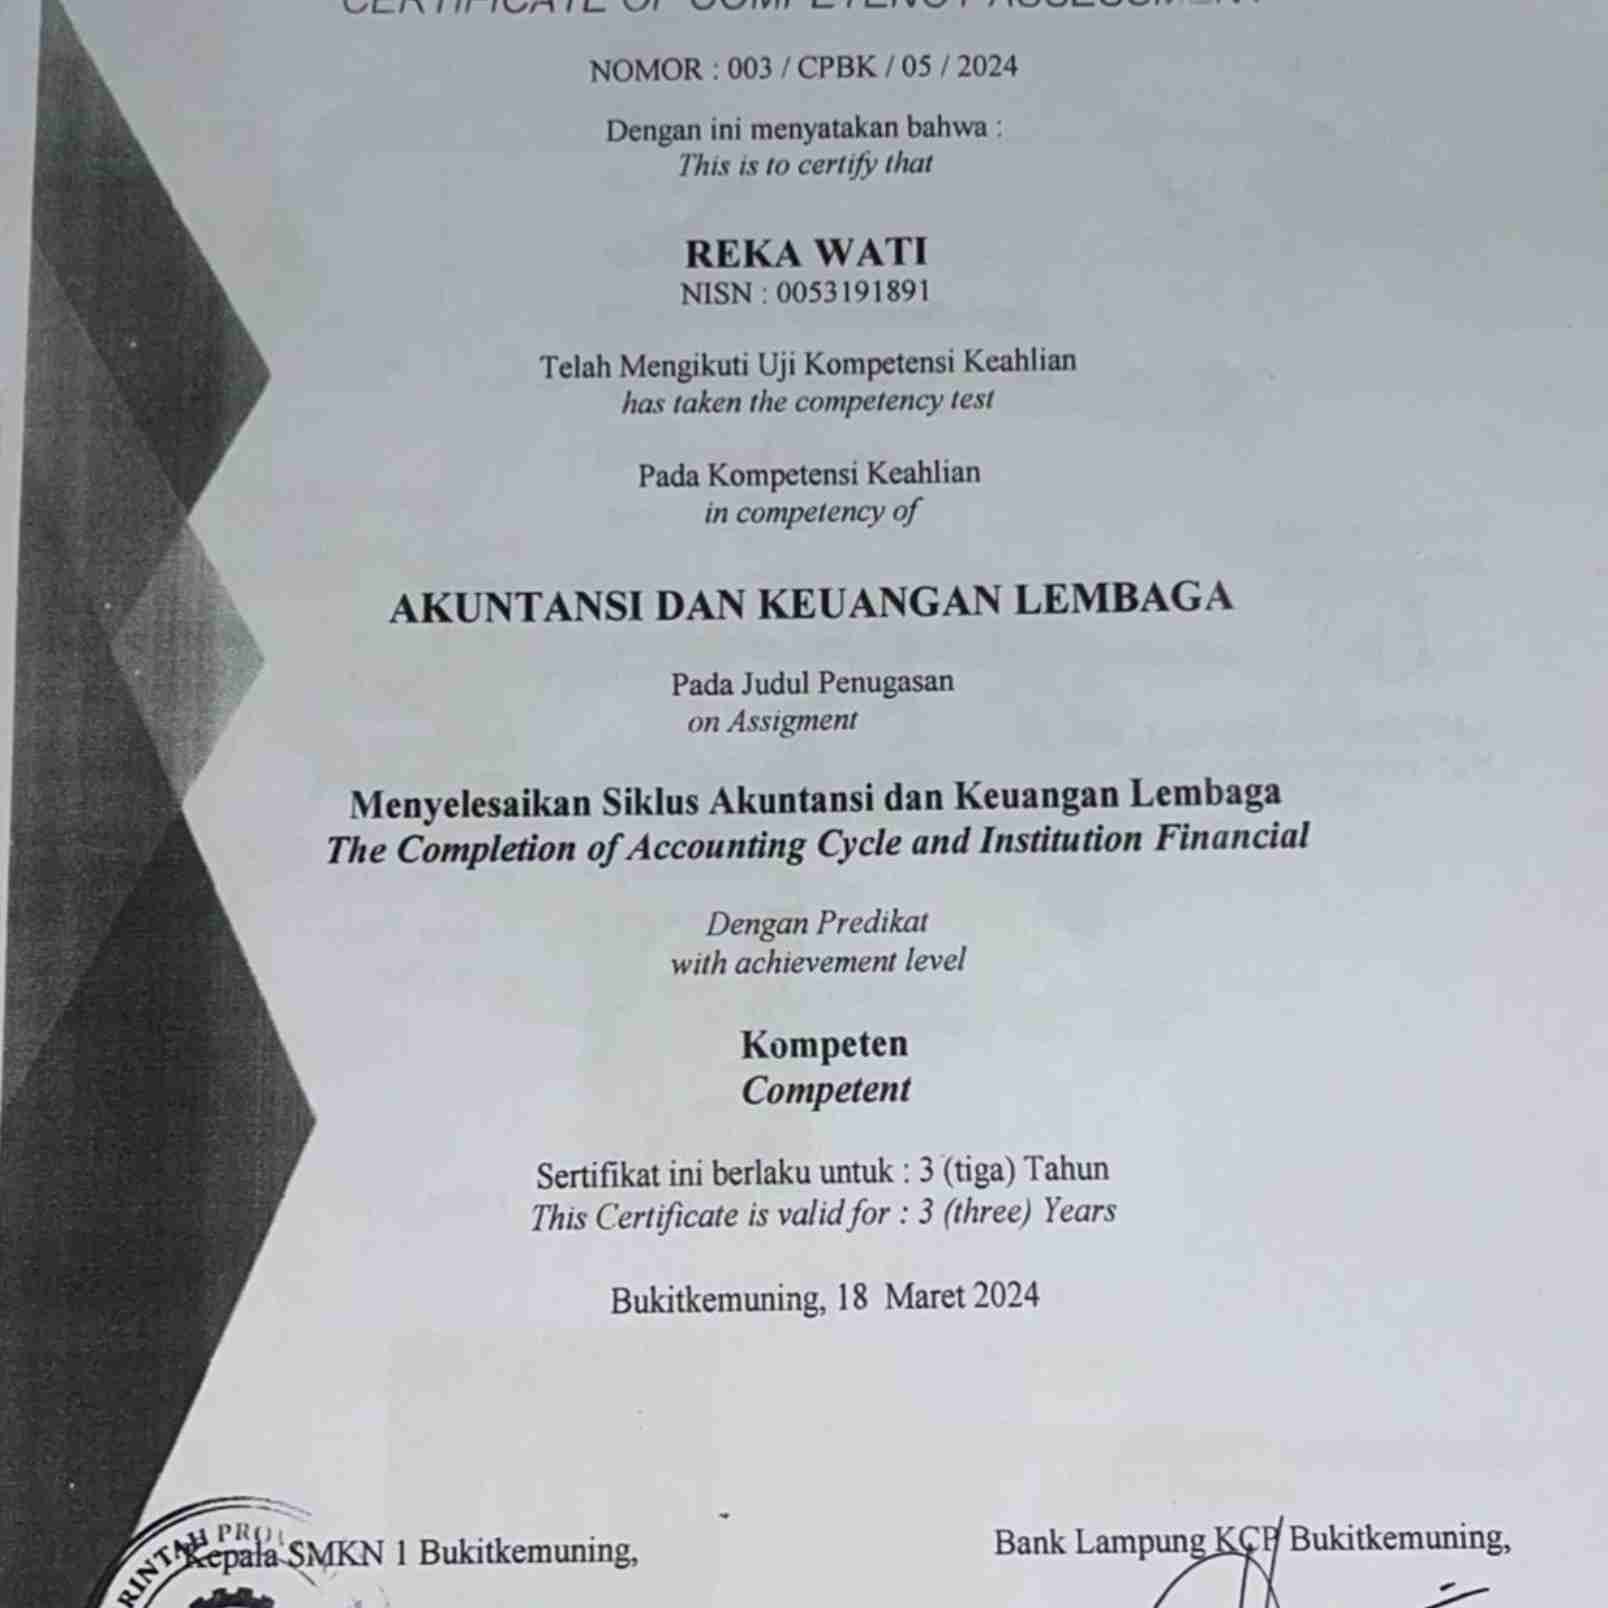 CERTIFICATE OF COMPETENCY ASSESSMENT
NOMOR : 003 / CPBK / 05 / 2024
Dengan ini menyatakan bahwa :
This is to certify that
REKA WATI
NISN : 0053191891
Telah Mengikuti Uji Kompetensi Keahlian
has taken the competency test
Pada Kompetensi Keahlian
in competency of
AKUNTANSI DAN KEUANGAN LEMBAGA
Pada Judul Penugasan
on Assigment
Menyelesaikan Siklus Akuntansi dan Keuangan Lembaga
The Completion of Accounting Cycle and Institution Financial
Dengan Predikat
with achievement level
Kompeten
Competent
Sertifikat ini berlaku untuk : 3 (tiga) Tahun
This Certificate is valid for : 3 (three) Years
Bukitkemuning, 18 Maret 2024
Kepala SMKN 1 Bukitkemuning,
Bank Lampung KCP Bukitkemuning,